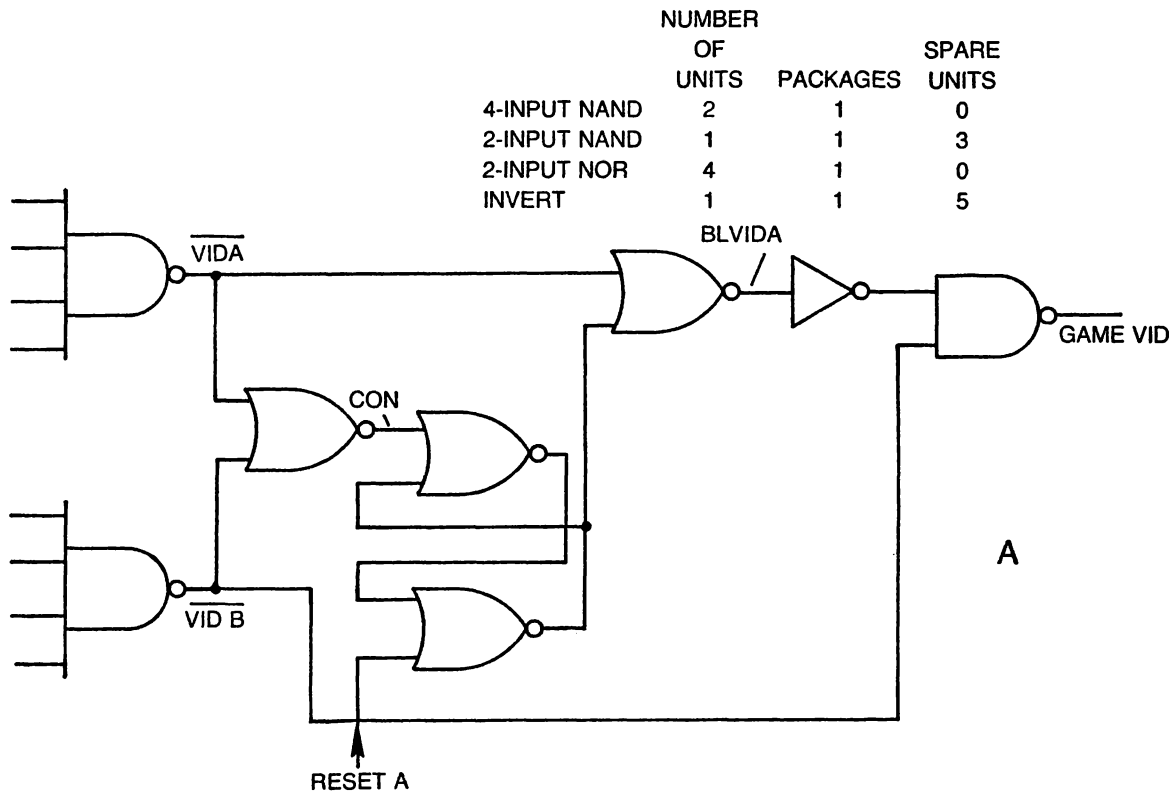 NUMBER
OF
UNITS PACKAGES SPARE
UNITS
4-INPUT NAND 2 1 0
2-INPUT NAND 1 1 3
2-INPUT NOR 4 1 0
INVERT 1 1 5
VIDA
BLVIDA
GAME VID
CON
VID B
A
RESET A